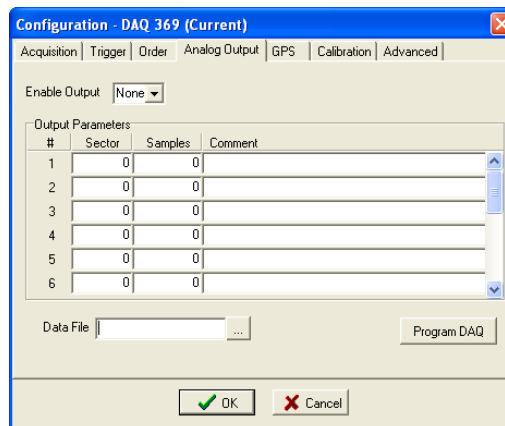 Configuration - DAQ 369 (Current)
Acquisition Trigger Order Analog Output GPS Calibration Advanced
Enable Output None
Output Parameters
# Sector Samples Comment
1 0 0
2 0 0
3 0 0
4 0 0
5 0 0
6 0 0
Data File ... Program DAQ
OK Cancel